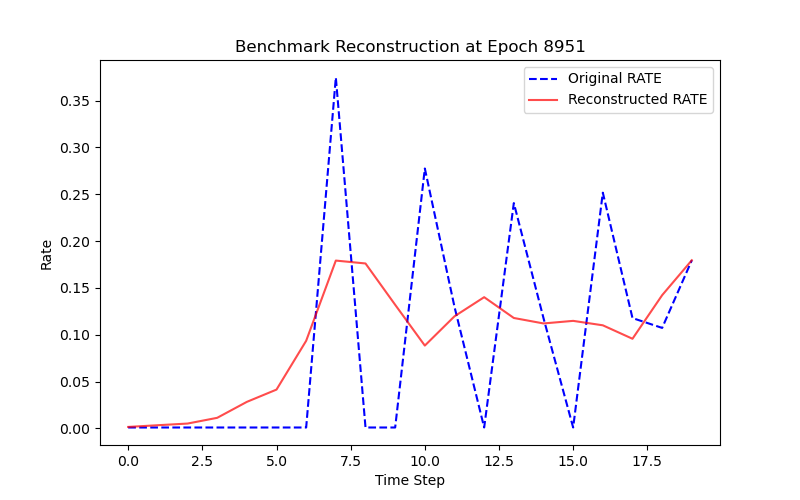 Benchmark Reconstruction at Epoch 8951
Original RATE
Reconstructed RATE
Rate
0.35
0.30
0.25
0.20
0.15
0.10
0.05
0.00
0.0 2.5 5.0 7.5 10.0 12.5 15.0 17.5
Time Step